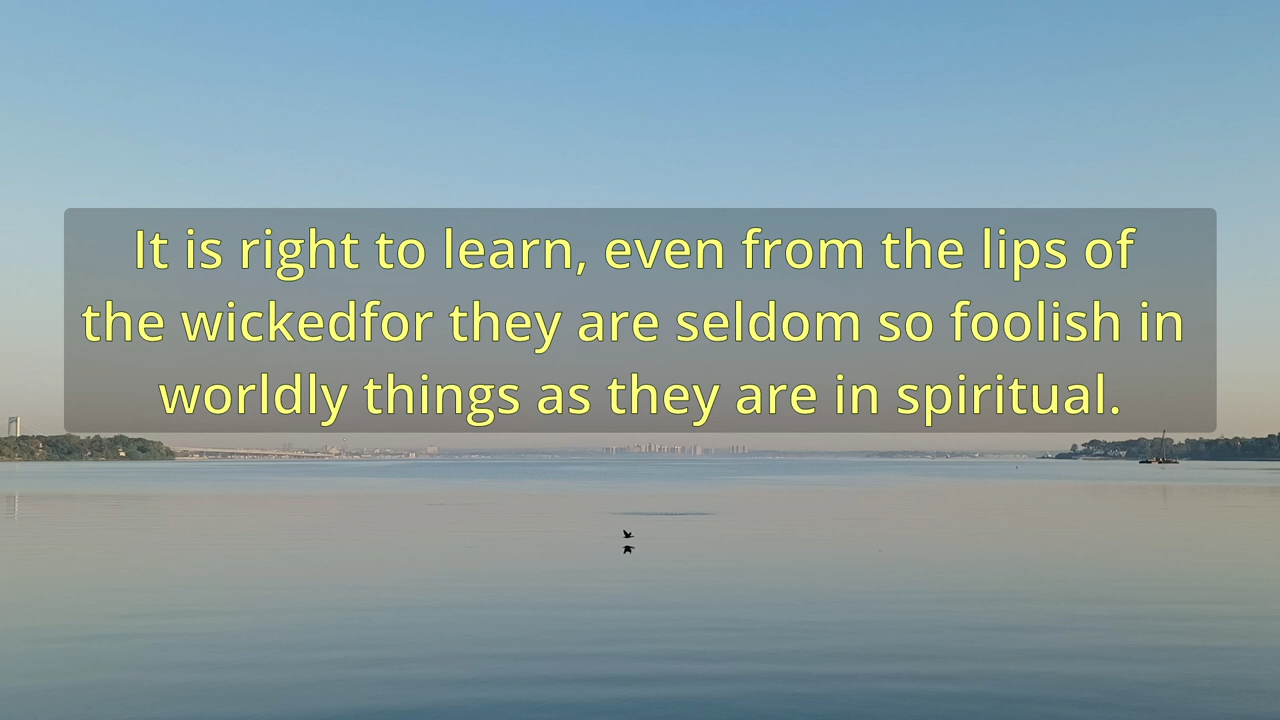 It is right to learn, even from the lips of
the wickedfor they are seldom so foolish in
worldly things as they are in spiritual.